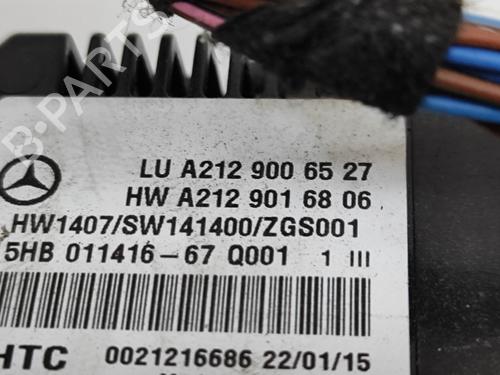 B-PARTS
LU A212 900 65 27
HW A212 901 68 06
HW1407/SW141400/ZGS001
5HB 011416-67 Q001 1 III
HTC 0021216686 22/01/15